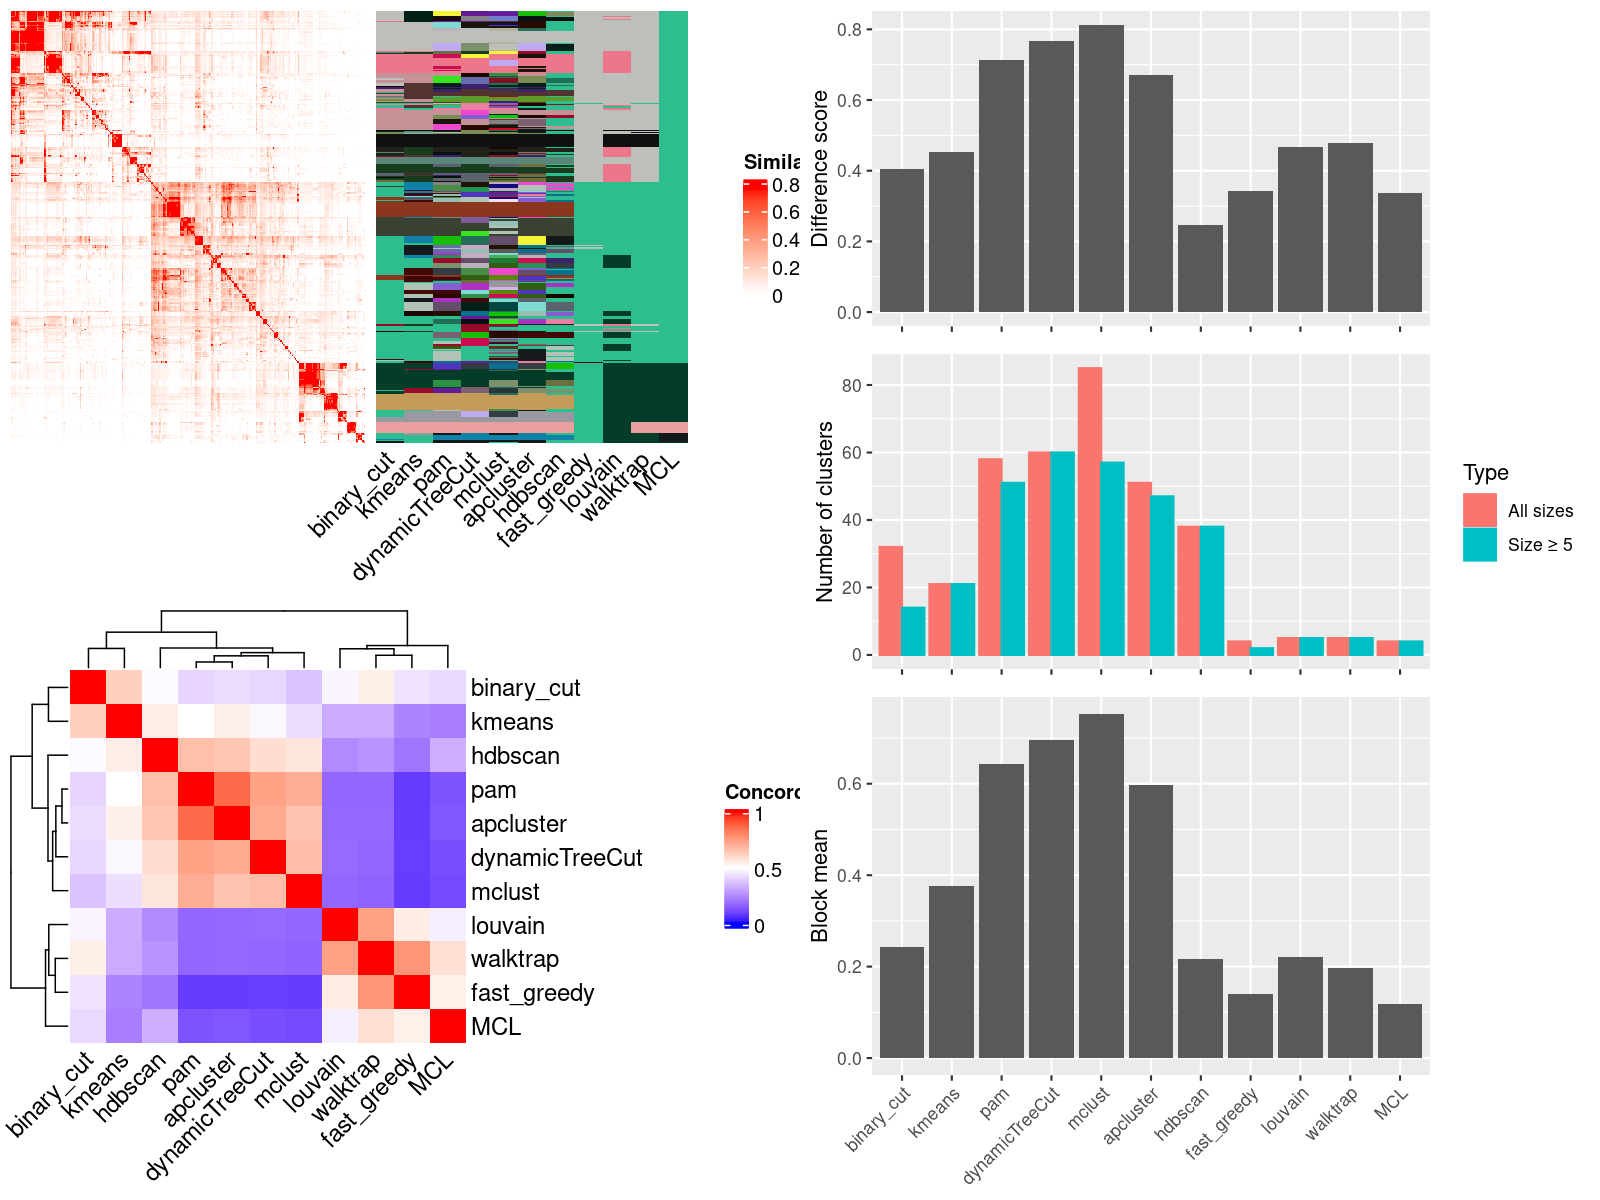 Simila
0.8
0.6
0.4
0.2
0
binary_cut
kmeans
pam
dynamicTreeCut
mclust
apcluster
hdbscan
fast_greedy
louvain
walktrap
MCL
Difference score
0.8
0.6
0.4
0.2
0.0
Number of clusters
80
60
40
20
0
Type
All sizes
Size ≥ 5
binary_cut
kmeans
hdbscan
pam
apcluster
dynamicTreeCut
mclust
louvain
walktrap
fast_greedy
MCL
binary_cut
kmeans
hdbscan
pam
apcluster
dynamicTreeCut
mclust
louvain
walktrap
fast_greedy
MCL
Concord
1
0.5
0
Block mean
0.6
0.4
0.2
0.0
binary_cut
kmeans
pam
dynamicTreeCut
mclust
apcluster
hdbscan
fast_greedy
louvain
walktrap
MCL